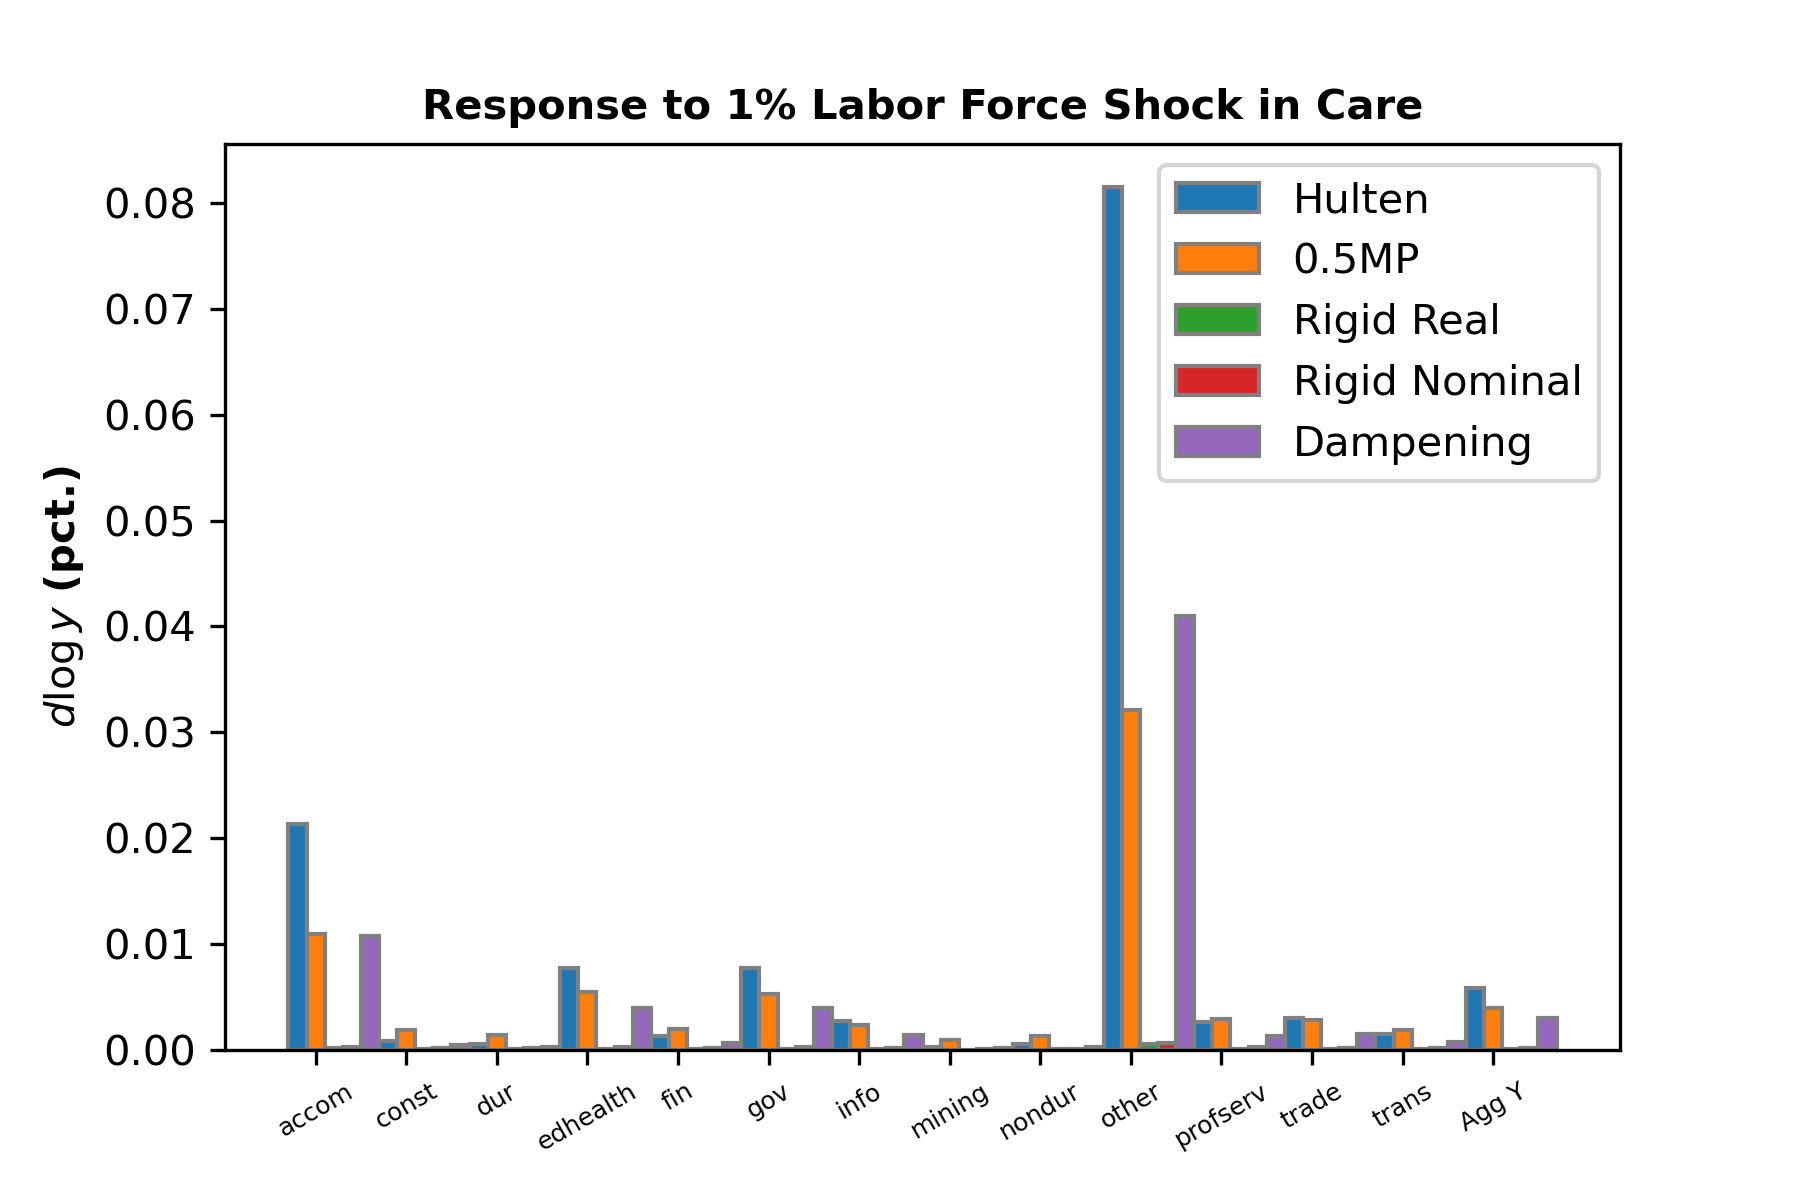 Response to 1% Labor Force Shock in Care
dlog y (pct.)
0.08
0.07
0.06
0.05
0.04
0.03
0.02
0.01
0.00
Hulten
0.5MP
Rigid Real
Rigid Nominal
Dampening
accom
const
dur
edhealth
fin
gov
info
mining
nondur
other
profserv
trade
trans
Agg Y